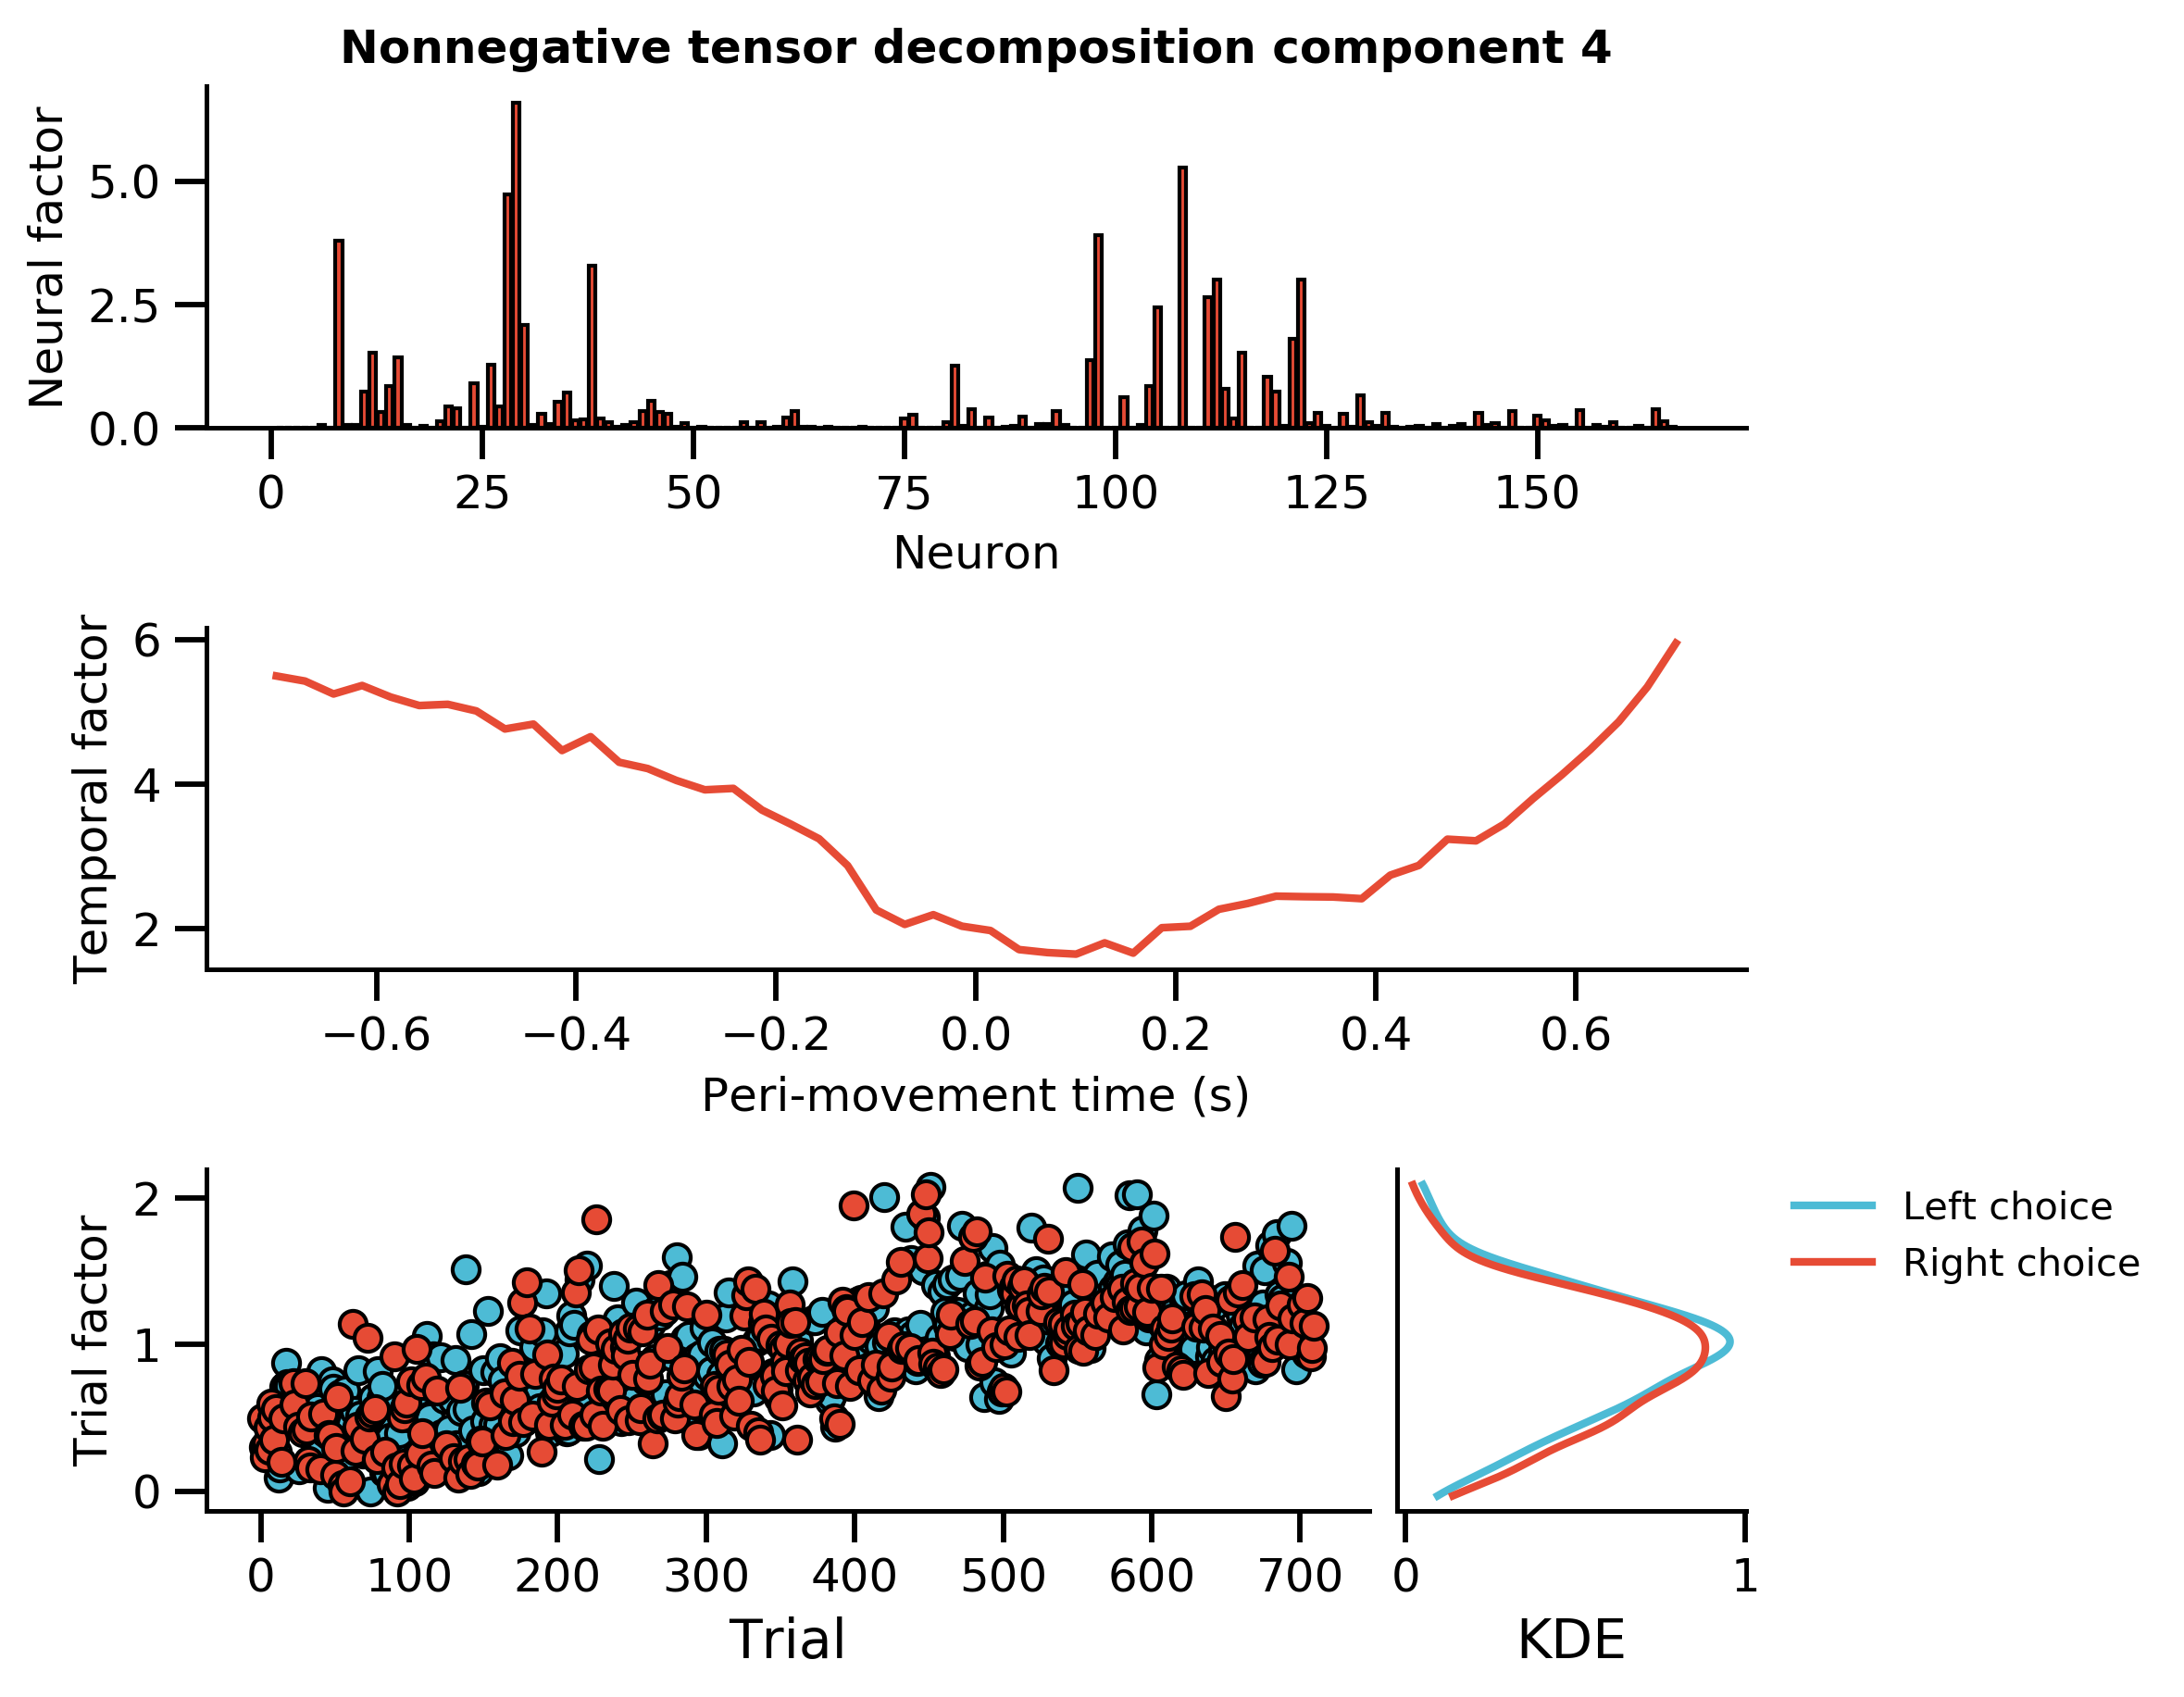 Nonnegative tensor decomposition component 4
Neural factor
5.0
2.5
0.0
0 25 50 75 100 125 150
Neuron
Temporal factor
6
4
2
−0.6 −0.4 −0.2 0.0 0.2 0.4 0.6
Peri-movement time (s)
Trial factor
2
1
0
0 100 200 300 400 500 600 700
Trial
0 1
KDE
Left choice
Right choice